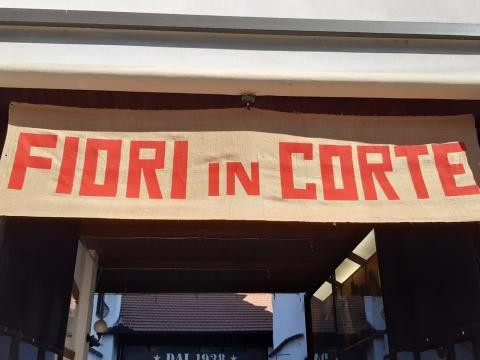 FIORI IN CORTE
DAL 1938